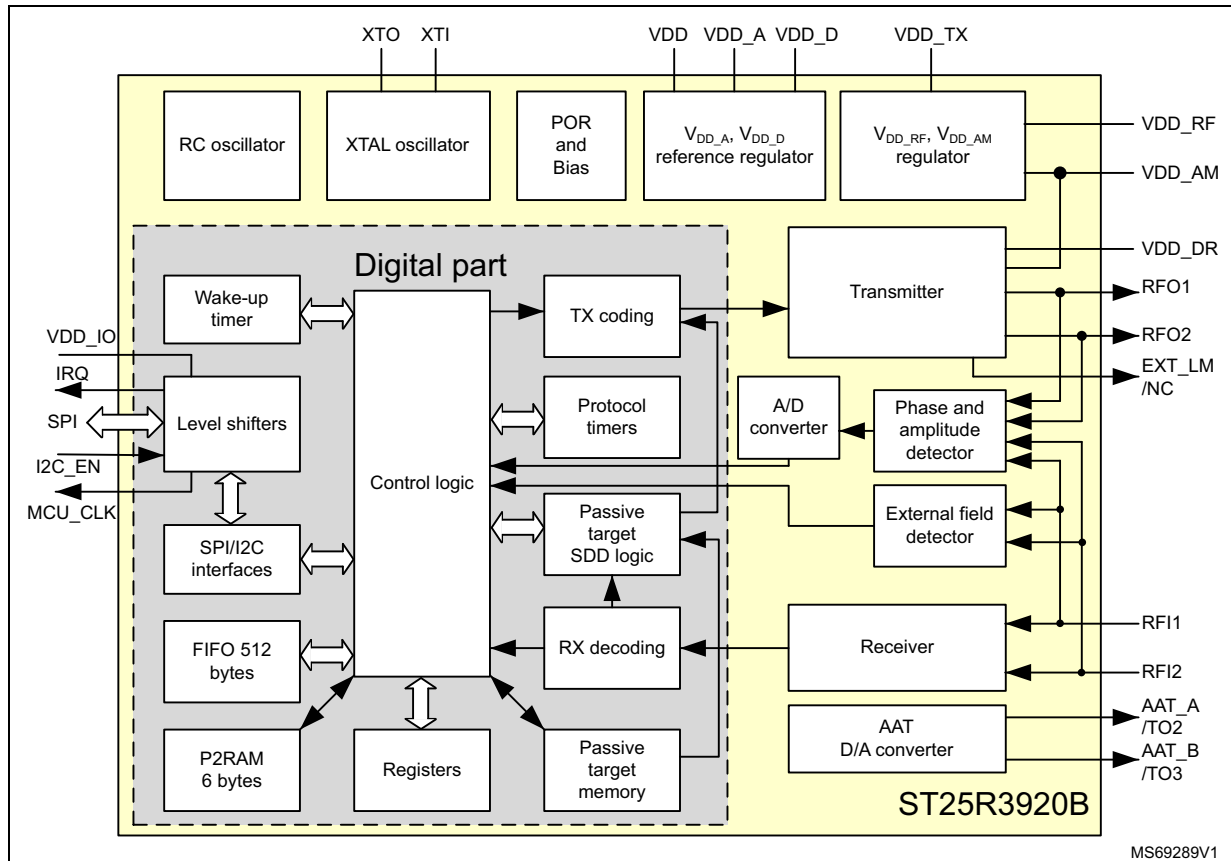 XTO
XTI
VDD
VDD_A
VDD_D
VDD_TX
RC oscillator
XTAL oscillator
POR
and
Bias
VDD_A, VDD_D
reference regulator
VDD_RF, VDD_AM
regulator
VDD_RF
VDD_AM
VDD_DR
RFO1
RFO2
EXT_LM
/NC
Digital part
Wake-up
timer
TX coding
Transmitter
VDD_IO
IRQ
SPI
I2C_EN
MCU_CLK
Level shifters
Control logic
Protocol
timers
A/D
converter
Phase and
amplitude
detector
SPI/I2C
interfaces
Passive
target
SDD logic
External field
detector
FIFO 512
bytes
RX decoding
Receiver
RFI1
RFI2
P2RAM
6 bytes
Registers
Passive
target
memory
AAT
D/A converter
AAT_A
/TO2
AAT_B
/TO3
ST25R3920B
MS69289V1